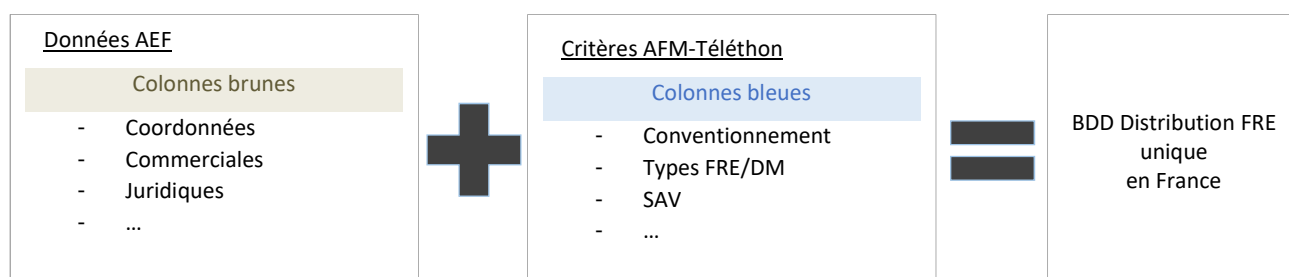 Données AEF
Colonnes brunes
- Coordonnées
- Commerciales
- Juridiques
- …
Critères AFM-Téléthon
Colonnes bleues
- Conventionnement
- Types FRE/DM
- SAV
- …
BDD Distribution FRE
unique
en France